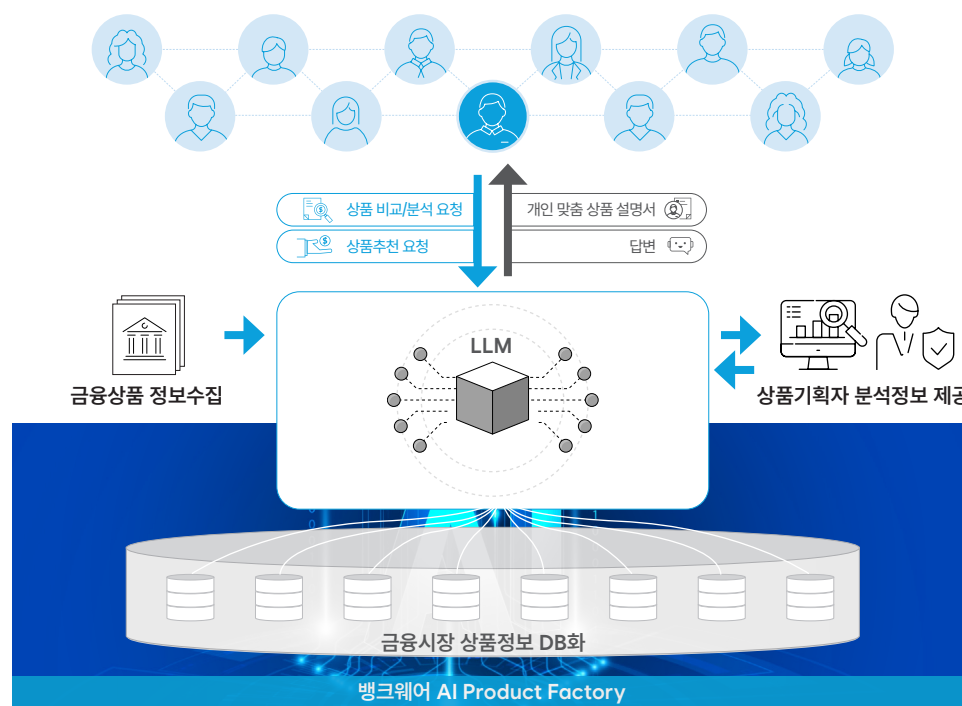 상품 비교/분석 요청
개인 맞춤 상품 설명서
상품추천 요청
답변
LLM
금융상품 정보수집
상품기획자 분석정보 제공
금융시장 상품정보 DB화
뱅크웨어 AI Product Factory